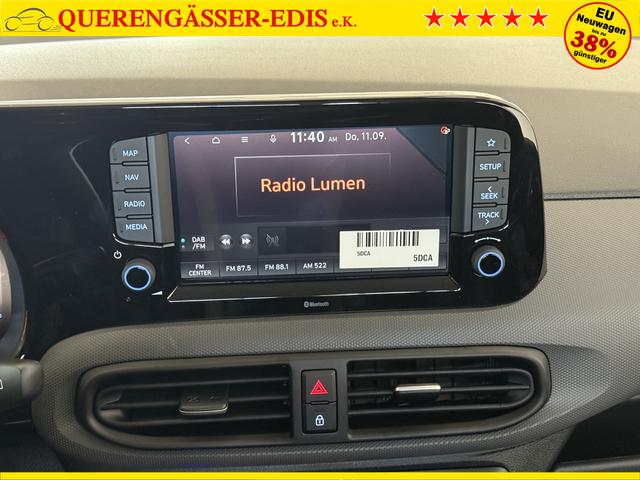 QUERENGÄSSER-EDIS e.K.
EU
Neuwagen
bis zu
38%
günstiger
11:40 AM Do, 11.09.
Radio Lumen
MAP
NAV
RADIO
MEDIA
SETUP
SEEK
TRACK
DAB
/FM
FM
CENTER
FM 87.5
FM 88.1
AM 522
5DCA
5DCA
Bluetooth